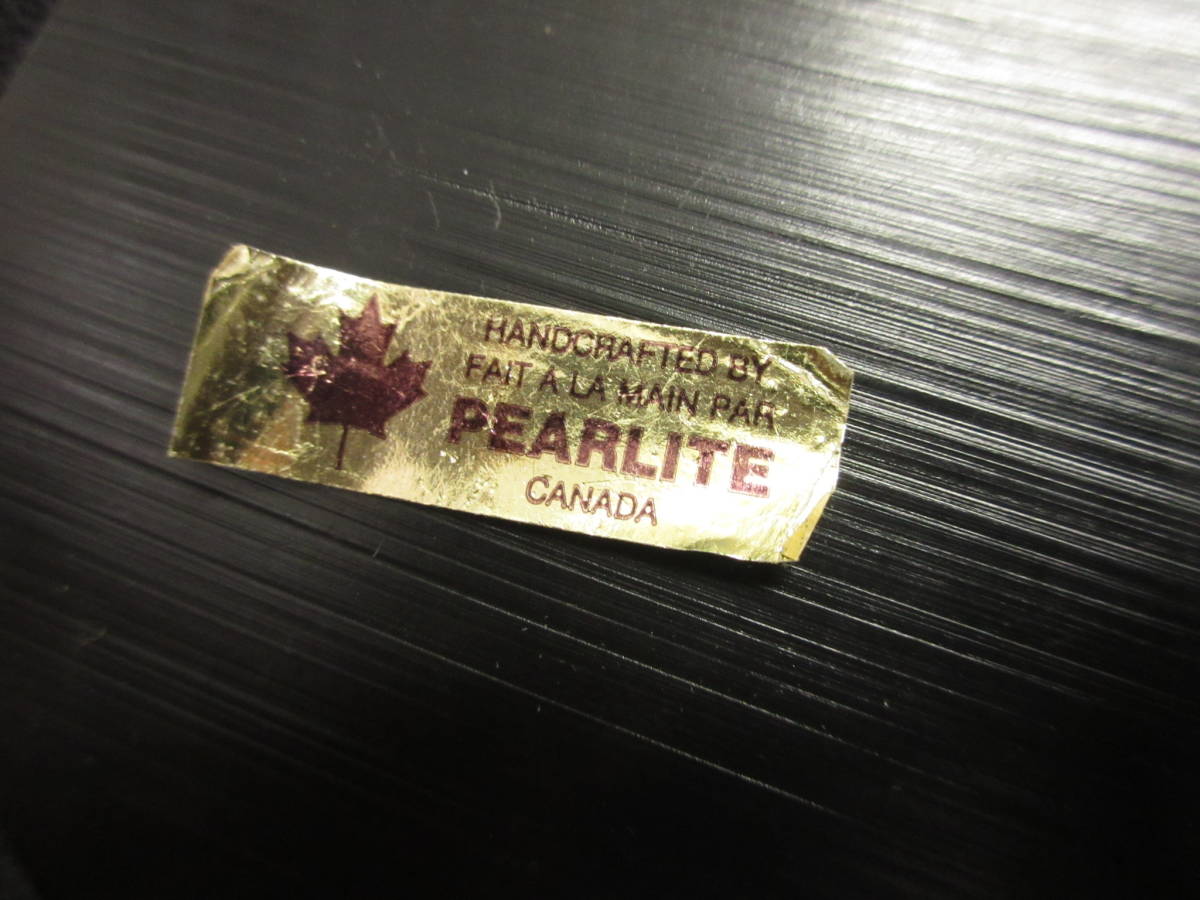 HANDCRAFTED BY
FAIT À LA MAIN PAR
PEARLITE
CANADA